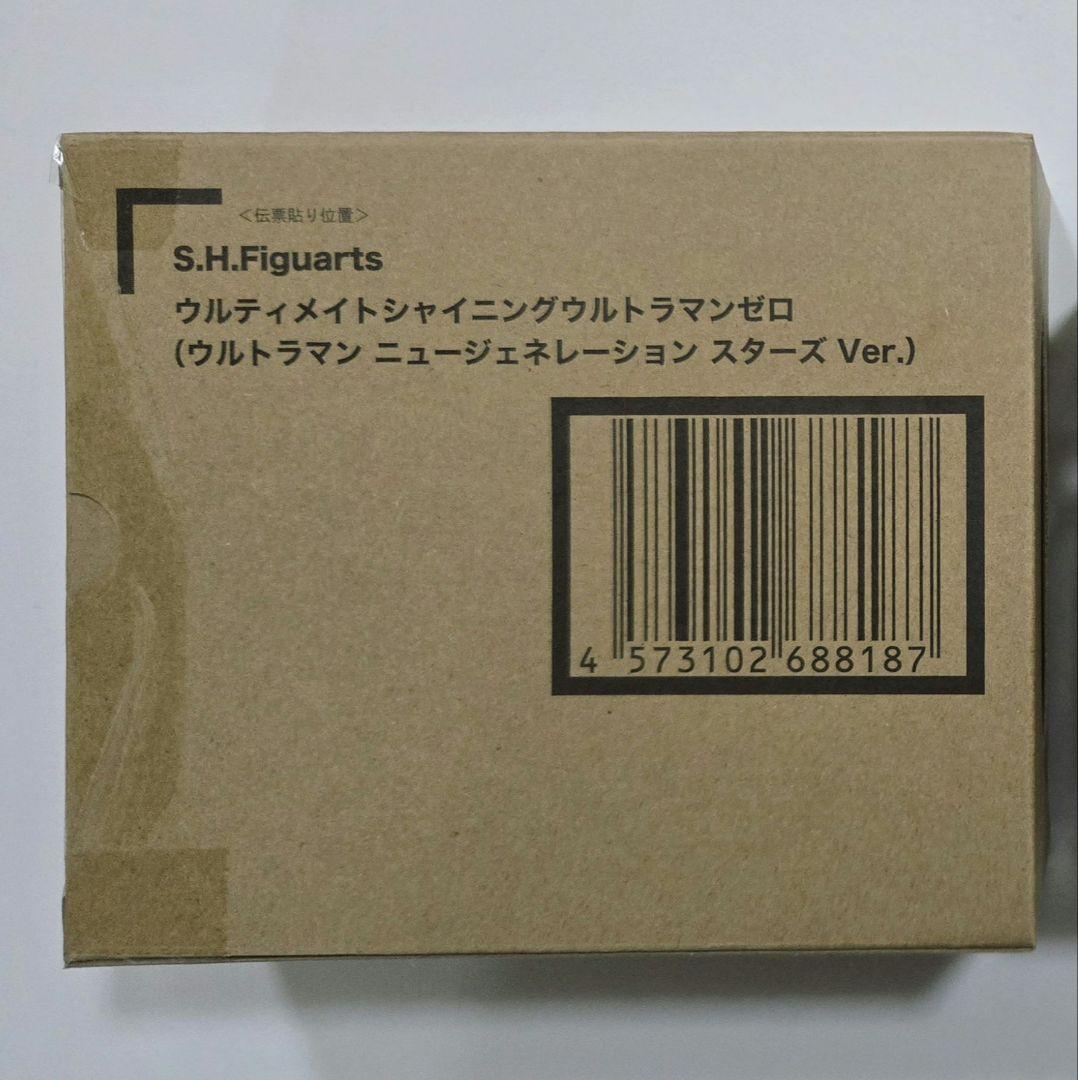 ＜伝票貼り位置＞
S.H.Figuarts
ウルティメイトシャイニングウルトラマンゼロ
（ウルトラマン ニュージェネレーション スターズ Ver.）
4 573102 688187